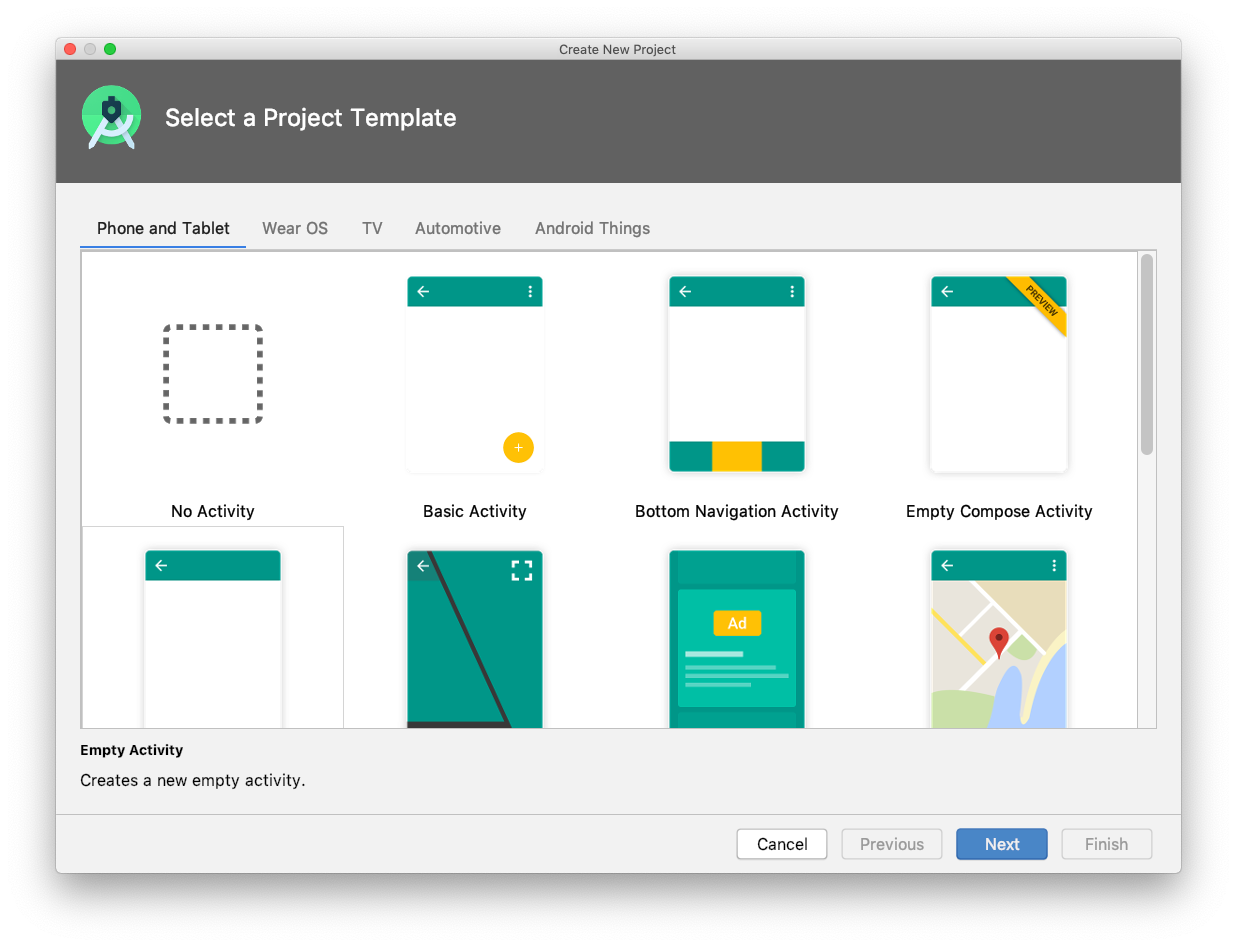 Create New Project
Select a Project Template
Phone and Tablet Wear OS TV Automotive Android Things
PREVIEW
No Activity Basic Activity Bottom Navigation Activity Empty Compose Activity
Ad
Empty Activity
Creates a new empty activity.
Cancel Previous Next Finish